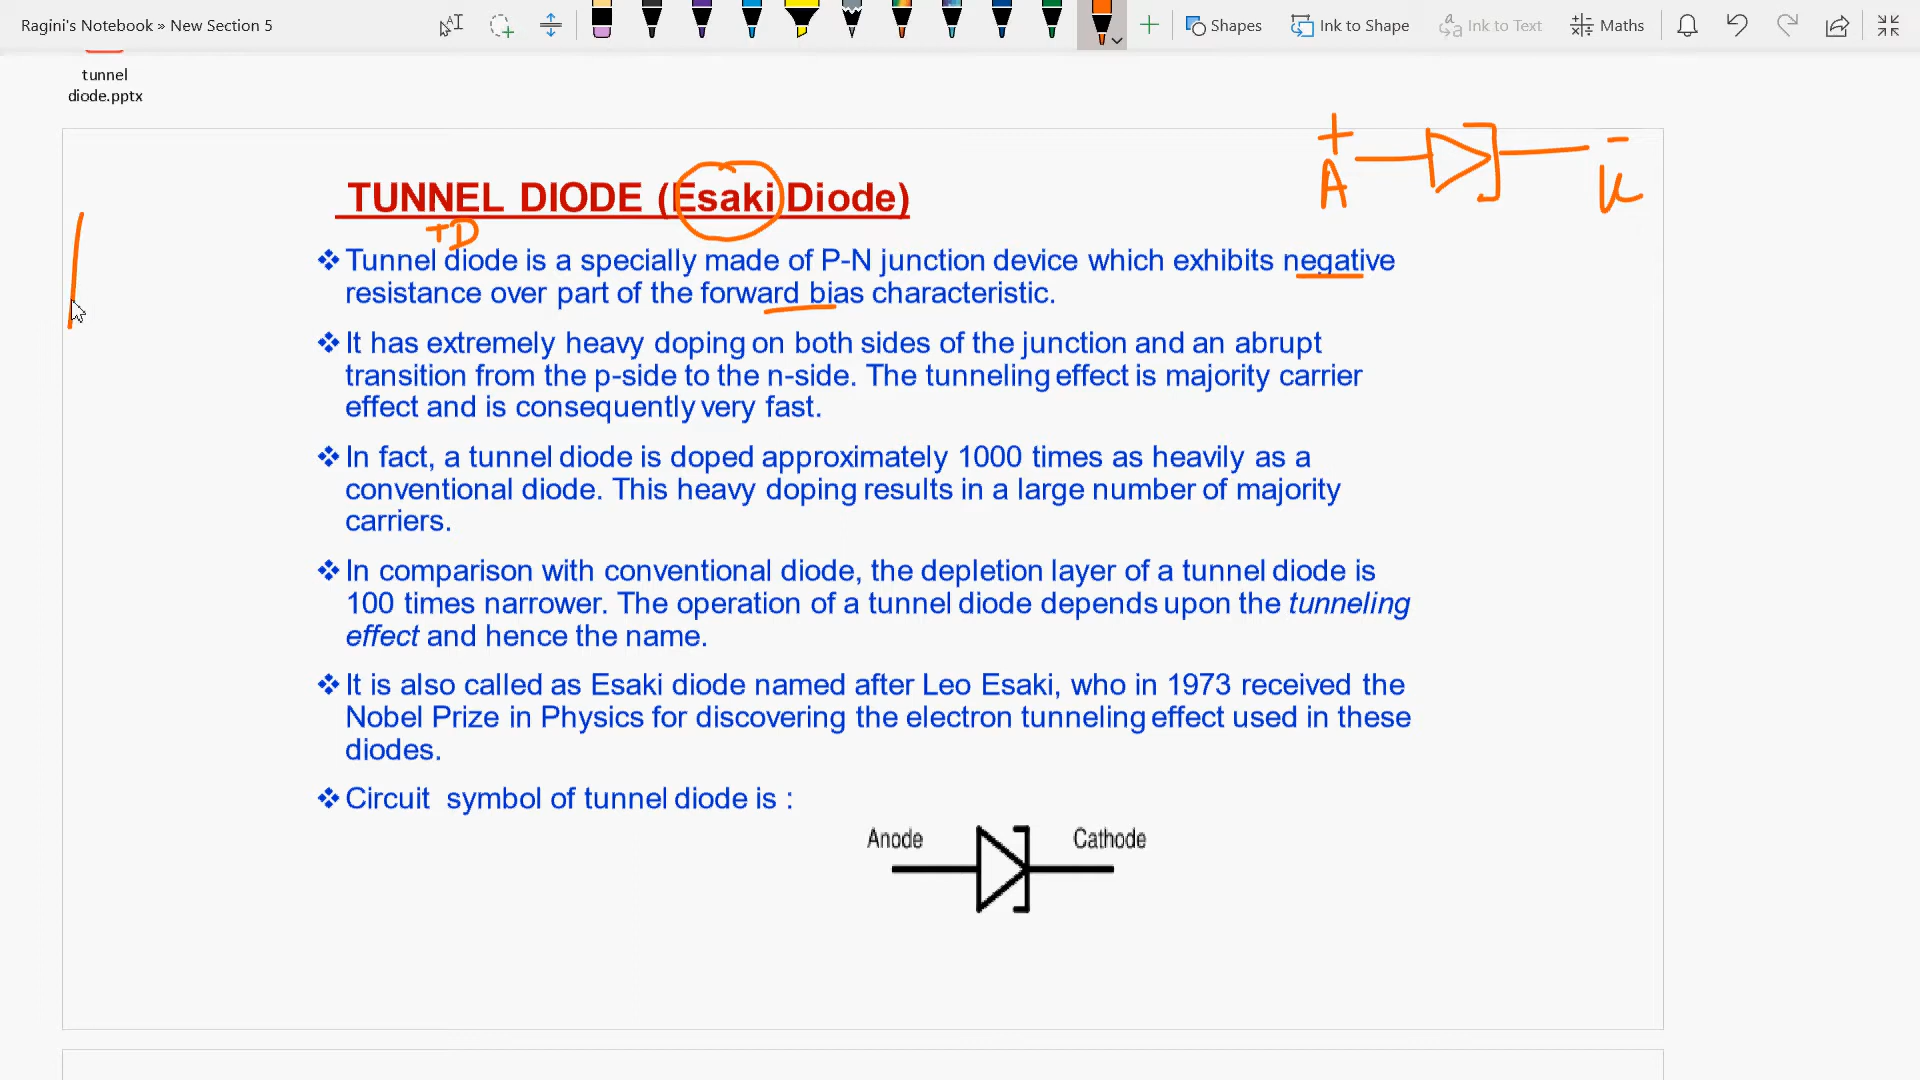 Ragini's Notebook » New Section 5
Shapes
Ink to Shape
Ink to Text
Maths
tunnel
diode.pptx
+
A
-
K
TUNNEL DIODE (Esaki Diode)
TD
❖ Tunnel diode is a specially made of P-N junction device which exhibits negative
resistance over part of the forward bias characteristic.
❖ It has extremely heavy doping on both sides of the junction and an abrupt
transition from the p-side to the n-side. The tunneling effect is majority carrier
effect and is consequently very fast.
❖ In fact, a tunnel diode is doped approximately 1000 times as heavily as a
conventional diode. This heavy doping results in a large number of majority
carriers.
❖ In comparison with conventional diode, the depletion layer of a tunnel diode is
100 times narrower. The operation of a tunnel diode depends upon the tunneling
effect and hence the name.
❖ It is also called as Esaki diode named after Leo Esaki, who in 1973 received the
Nobel Prize in Physics for discovering the electron tunneling effect used in these
diodes.
❖ Circuit symbol of tunnel diode is :
Anode
Cathode